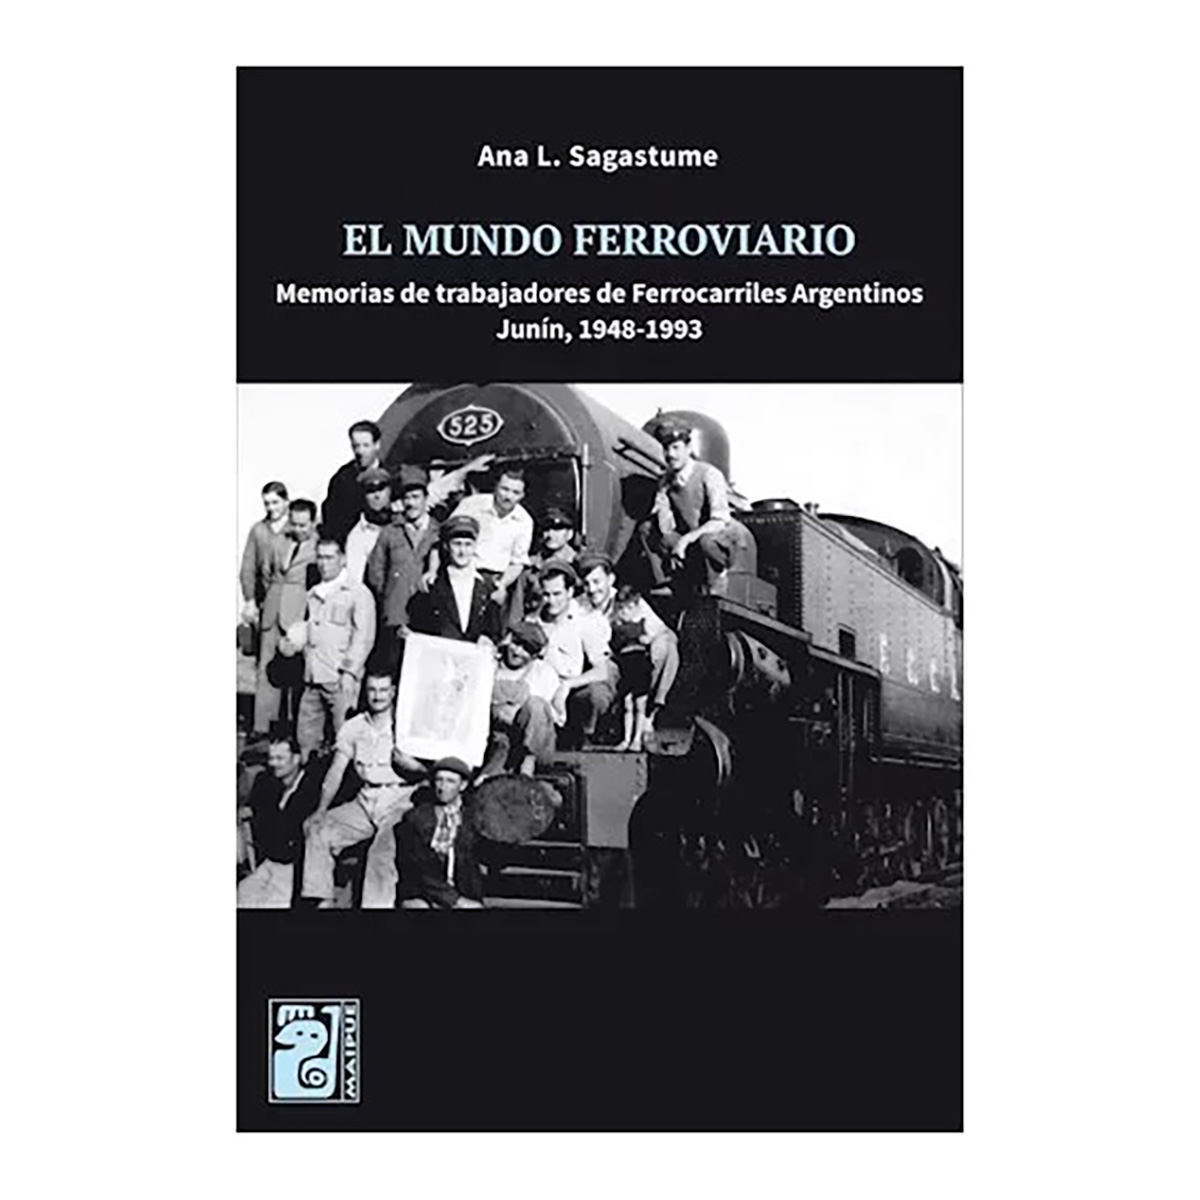 Ana L. Sagastume
EL MUNDO FERROVIARIO
Memorias de trabajadores de Ferrocarriles Argentinos
Junín, 1948-1993
525
MAIPUE